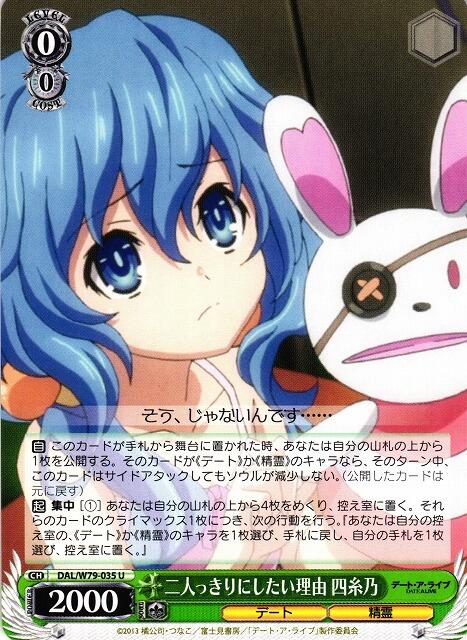 LEVEL
0
0
COST
そう、じゃないんです……
自 このカードが手札から舞台に置かれた時、あなたは自分の山札の上から
1枚を公開する。そのカードが《デート》か《精霊》のキャラなら、そのターン中、
このカードはサイドアタックしてもソウルが減少しない。(公開したカードは
元に戻す)
起 集中 [①] あなたは自分の山札の上から4枚をめくり、控え室に置く。そ
れらのカードのクライマックス1枚につき、次の行動を行う。『あなたは自分の控
え室の、《デート》か《精霊》のキャラを1枚選び、手札に戻し、自分の手札を1枚
選び、控え室に置く。』
CH DAL/W79-035 U
POWER
2000
二人っきりにしたい理由 四糸乃
デート・ア・ライブ
DATE A LIVE
デート
精霊
©2013 橘公司・つなこ／富士見書房／「デート・ア・ライブ」製作委員会